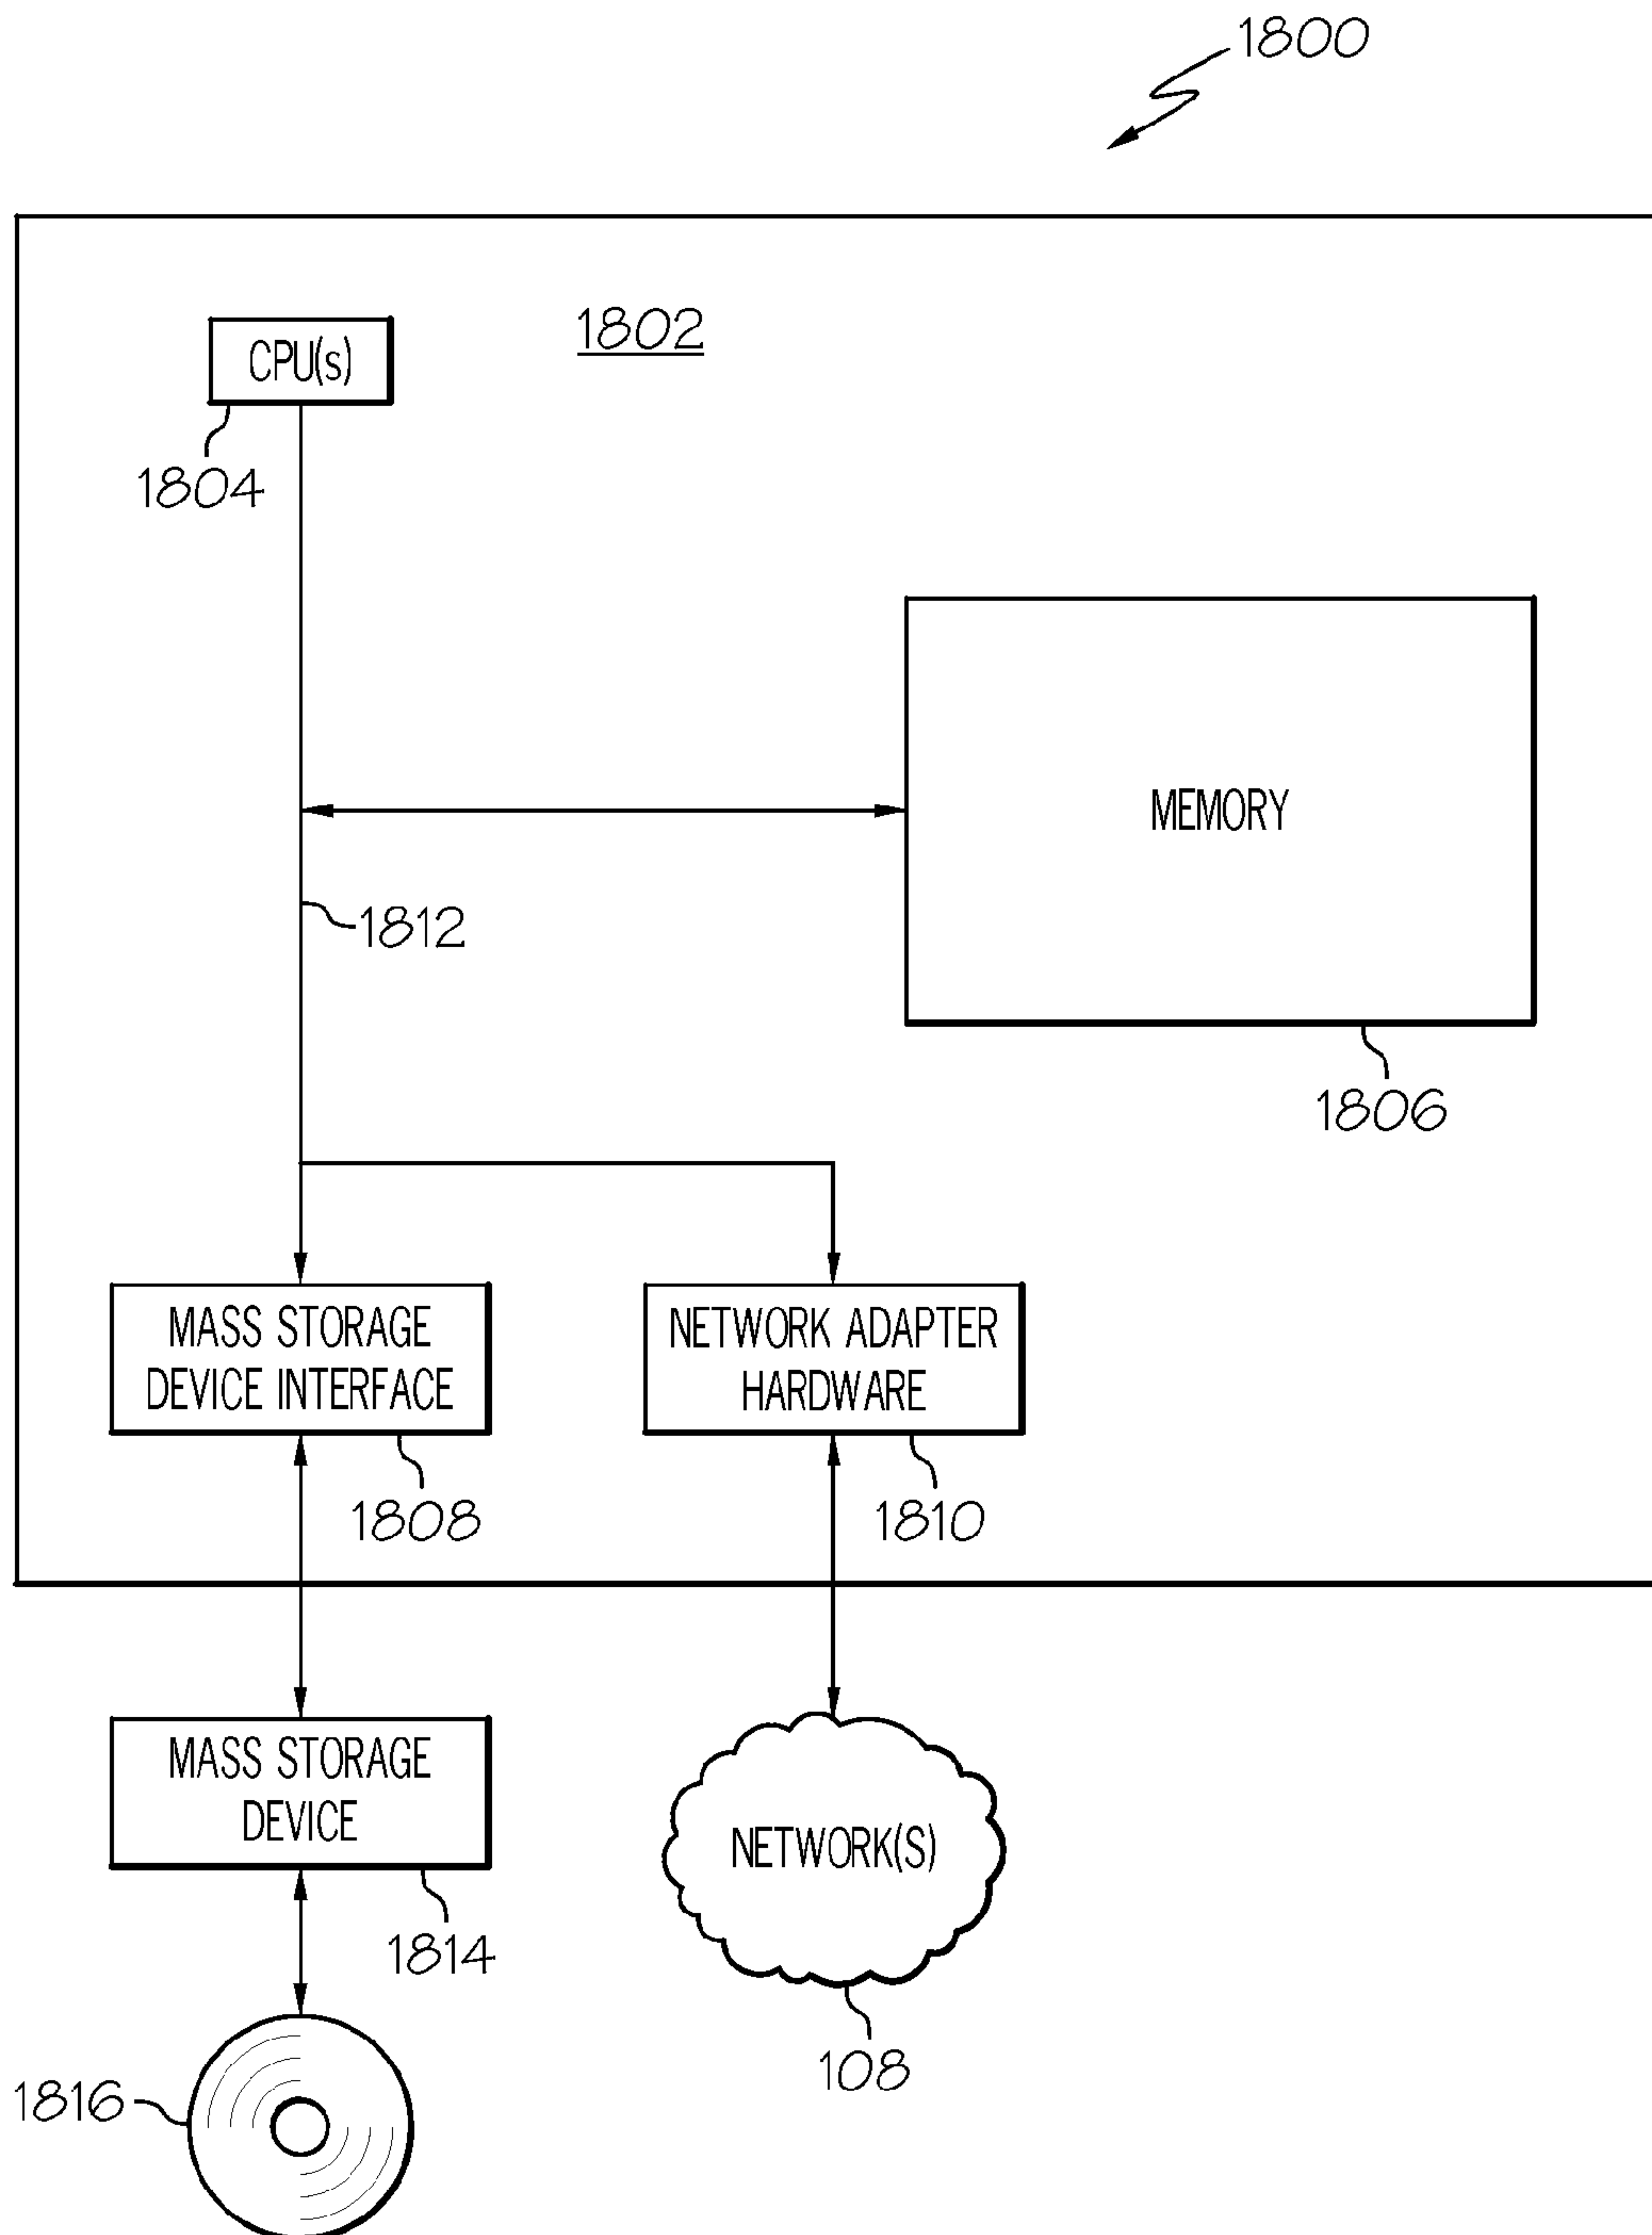 1800
CPU(s)
1802
1804
MEMORY
1812
1806
MASS STORAGE
DEVICE INTERFACE
NETWORK ADAPTER
HARDWARE
1808
1810
MASS STORAGE
DEVICE
NETWORK(S)
1814
108
1816